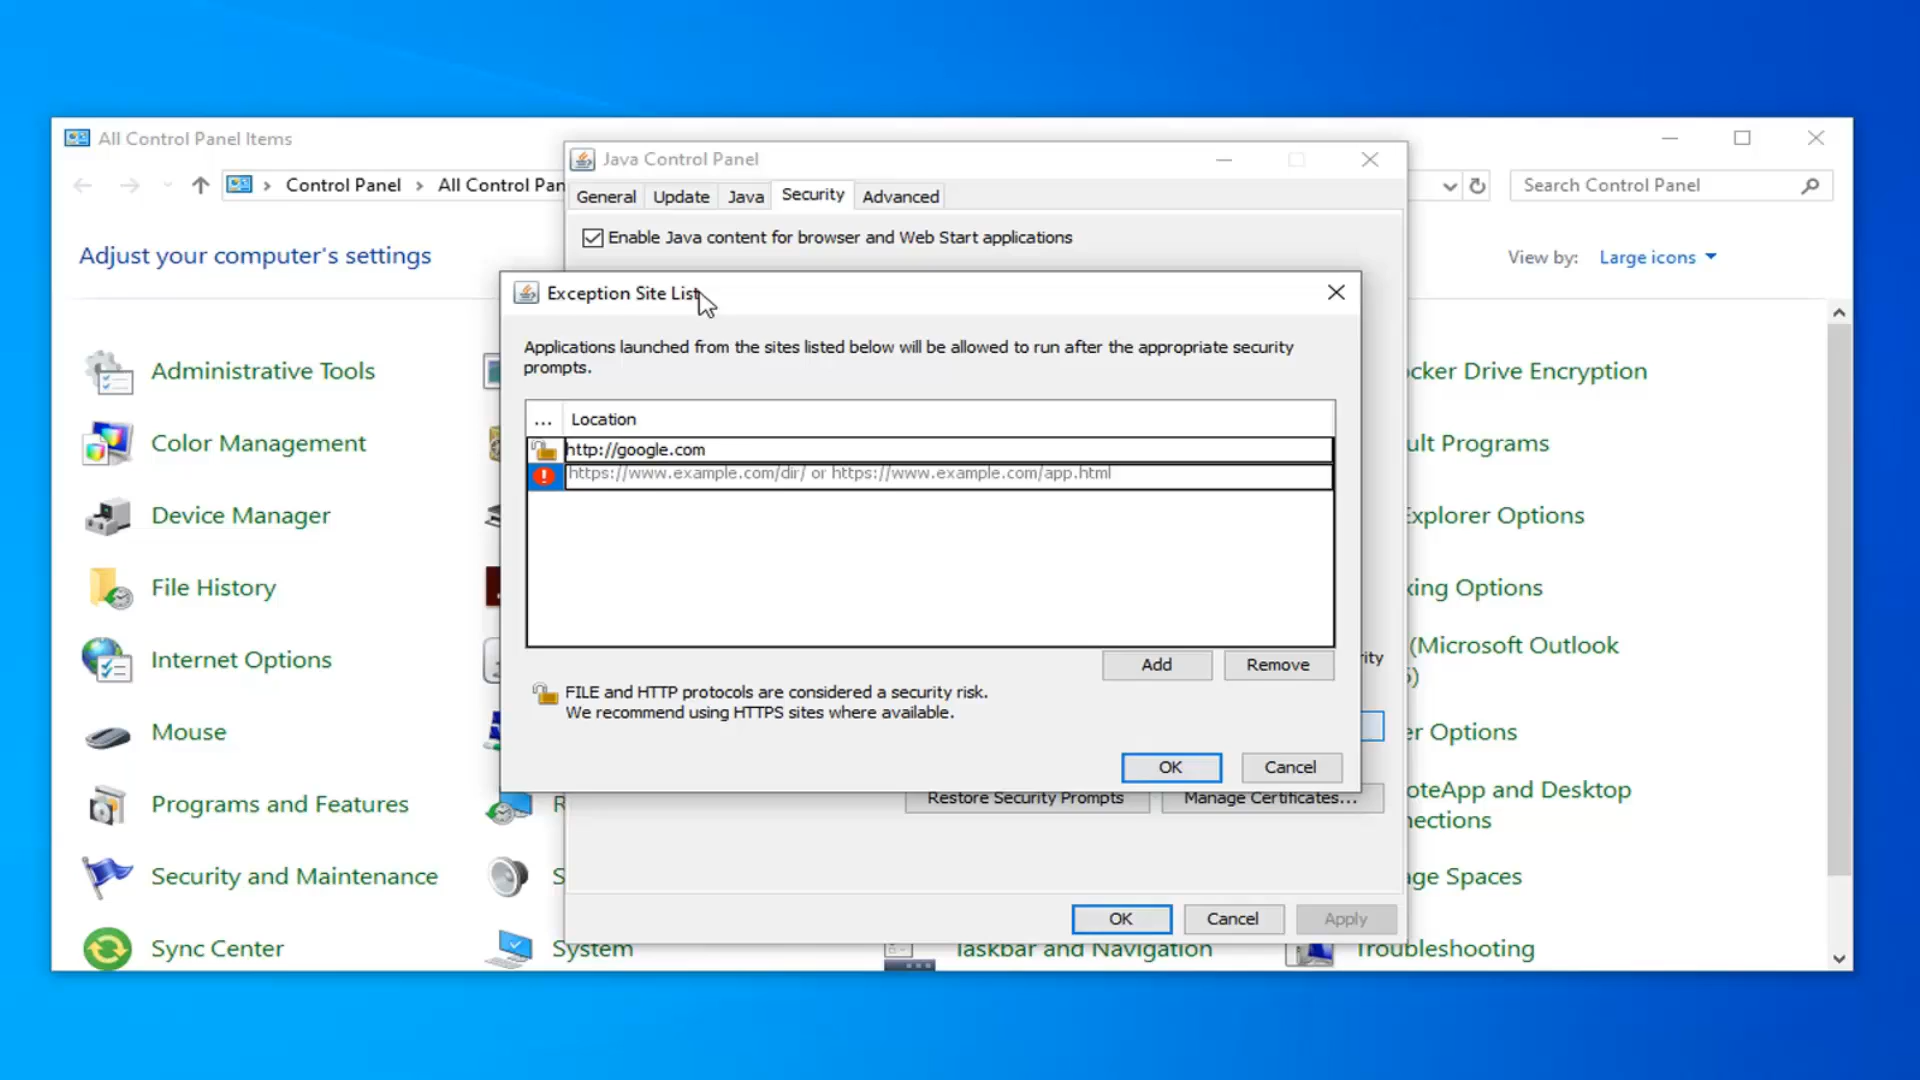 All Control Panel Items
Control Panel
All Control Pan
Search Control Panel
Adjust your computer's settings
View by:
Large icons
Administrative Tools
Color Management
Device Manager
File History
Internet Options
Mouse
Programs and Features
Security and Maintenance
Sync Center
System
Taskbar and Navigation
Troubleshooting
ocker Drive Encryption
ult Programs
Explorer Options
xing Options
(Microsoft Outlook
er Options
oteApp and Desktop
nections
age Spaces
Java Control Panel
General
Update
Java
Security
Advanced
Enable Java content for browser and Web Start applications
rity
Restore Security Prompts
Manage Certificates...
OK
Cancel
Apply
Exception Site List
Applications launched from the sites listed below will be allowed to run after the appropriate security
prompts.
...
Location
http://google.com
https://www.example.com/dir/ or https://www.example.com/app.html
Add
Remove
FILE and HTTP protocols are considered a security risk.
We recommend using HTTPS sites where available.
OK
Cancel